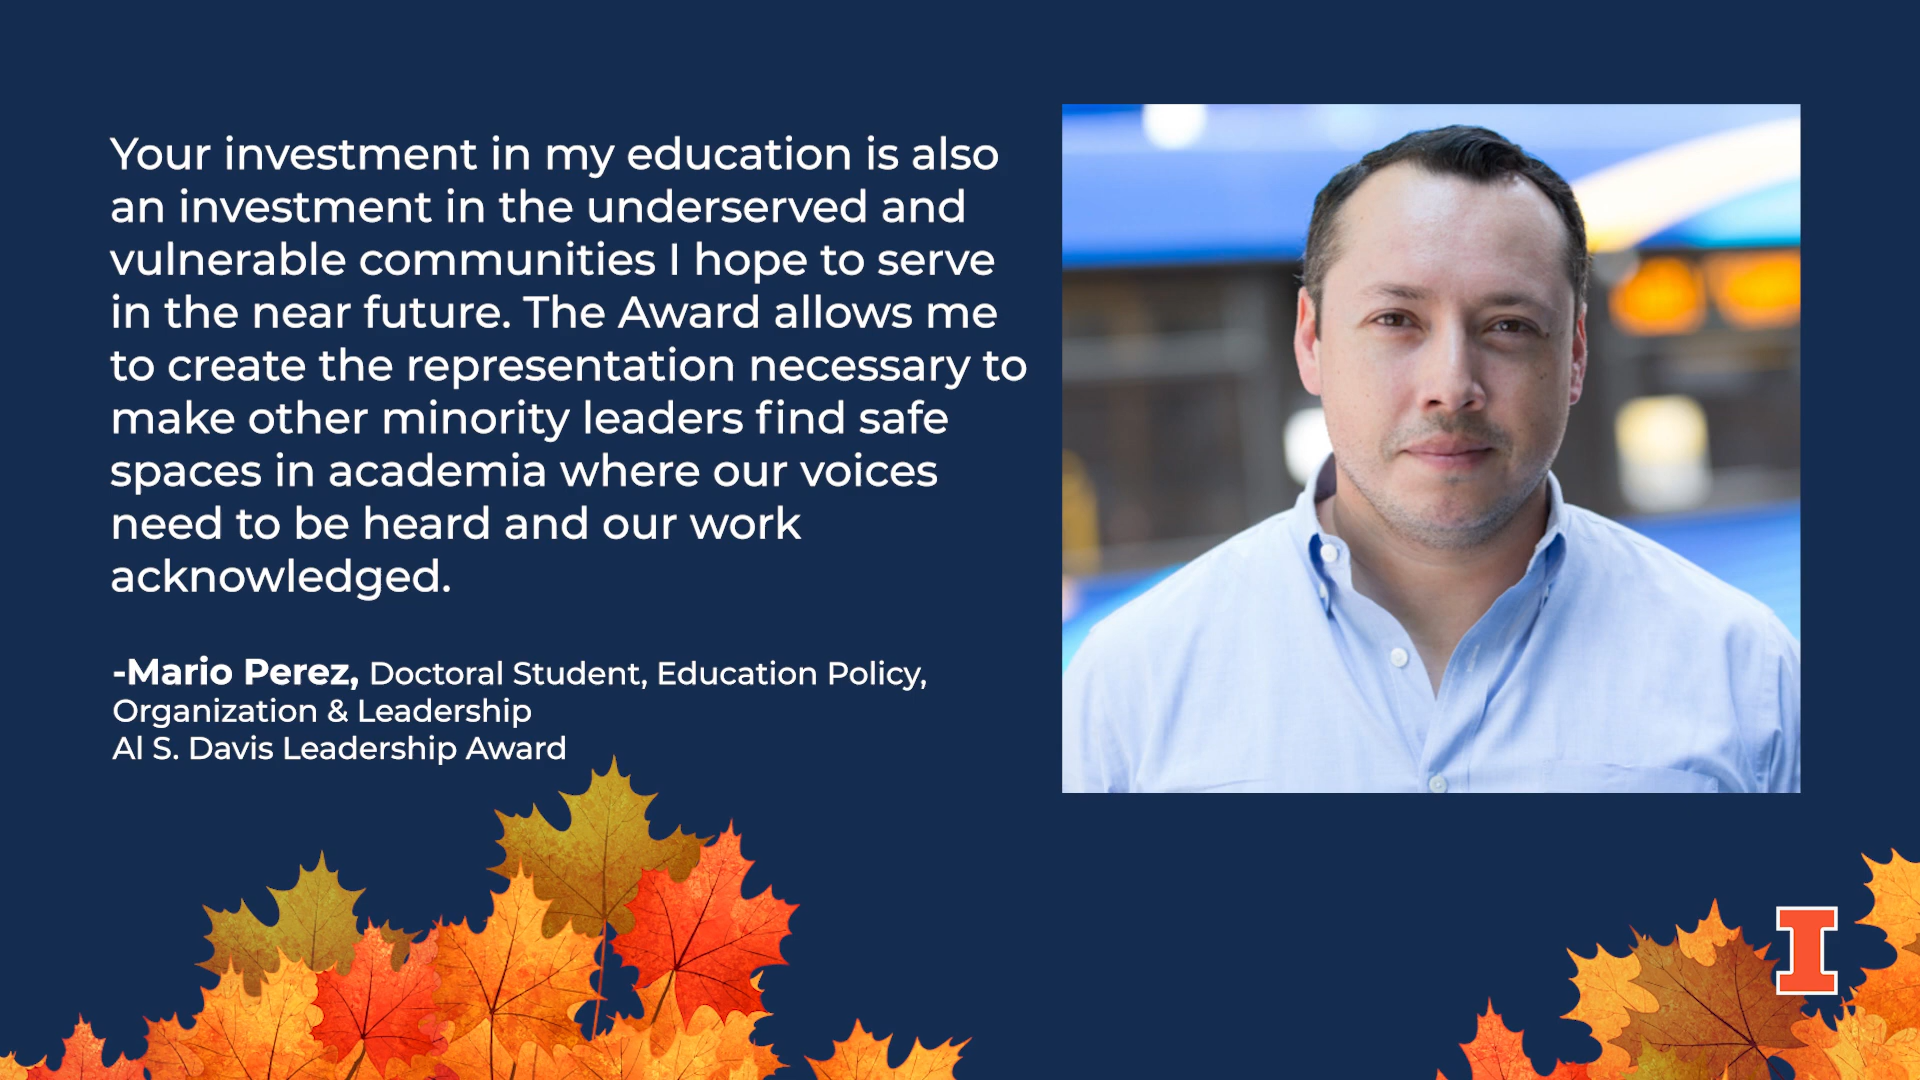 Your investment in my education is also
an investment in the underserved and
vulnerable communities I hope to serve
in the near future. The Award allows me
to create the representation necessary to
make other minority leaders find safe
spaces in academia where our voices
need to be heard and our work
acknowledged.
-Mario Perez, Doctoral Student, Education Policy,
Organization & Leadership
Al S. Davis Leadership Award
I